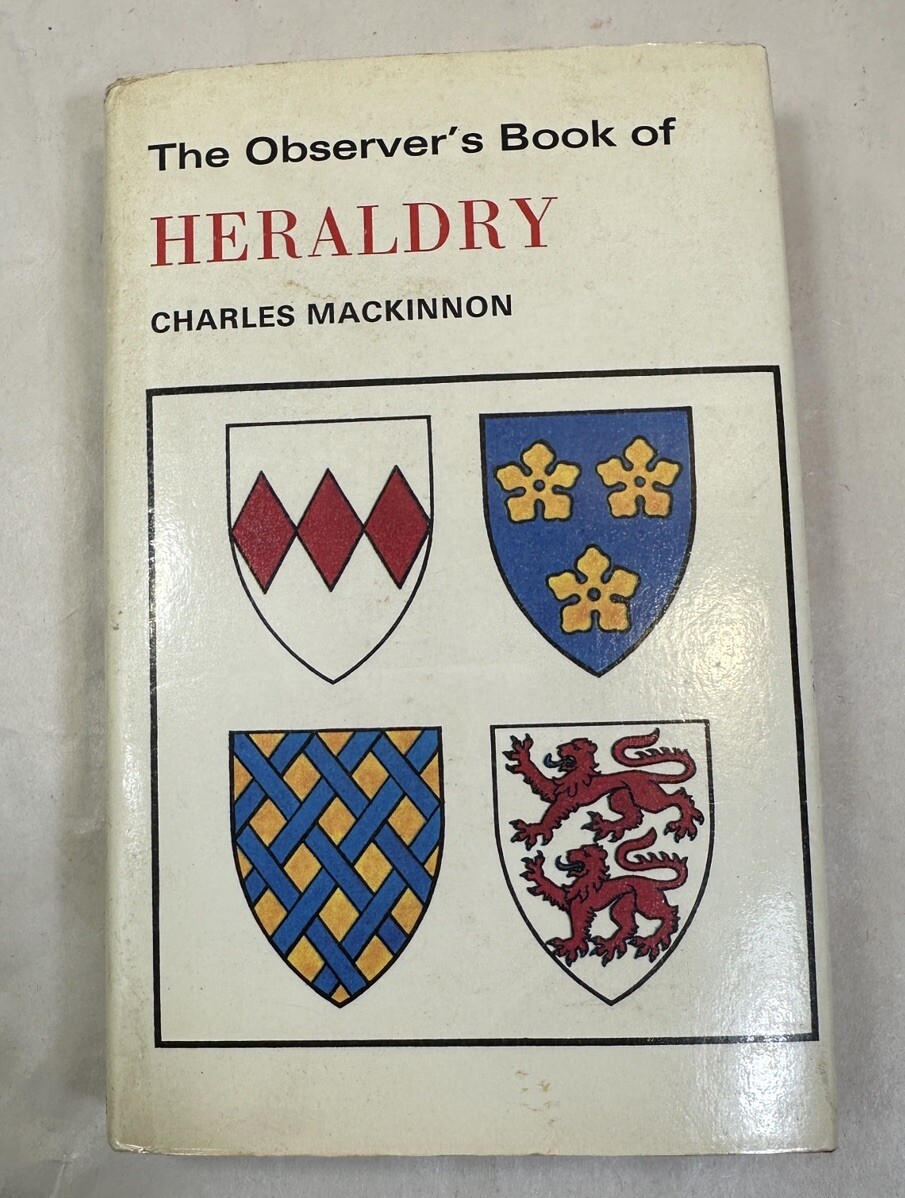 The Observer's Book of
HERALDRY
CHARLES MACKINNON